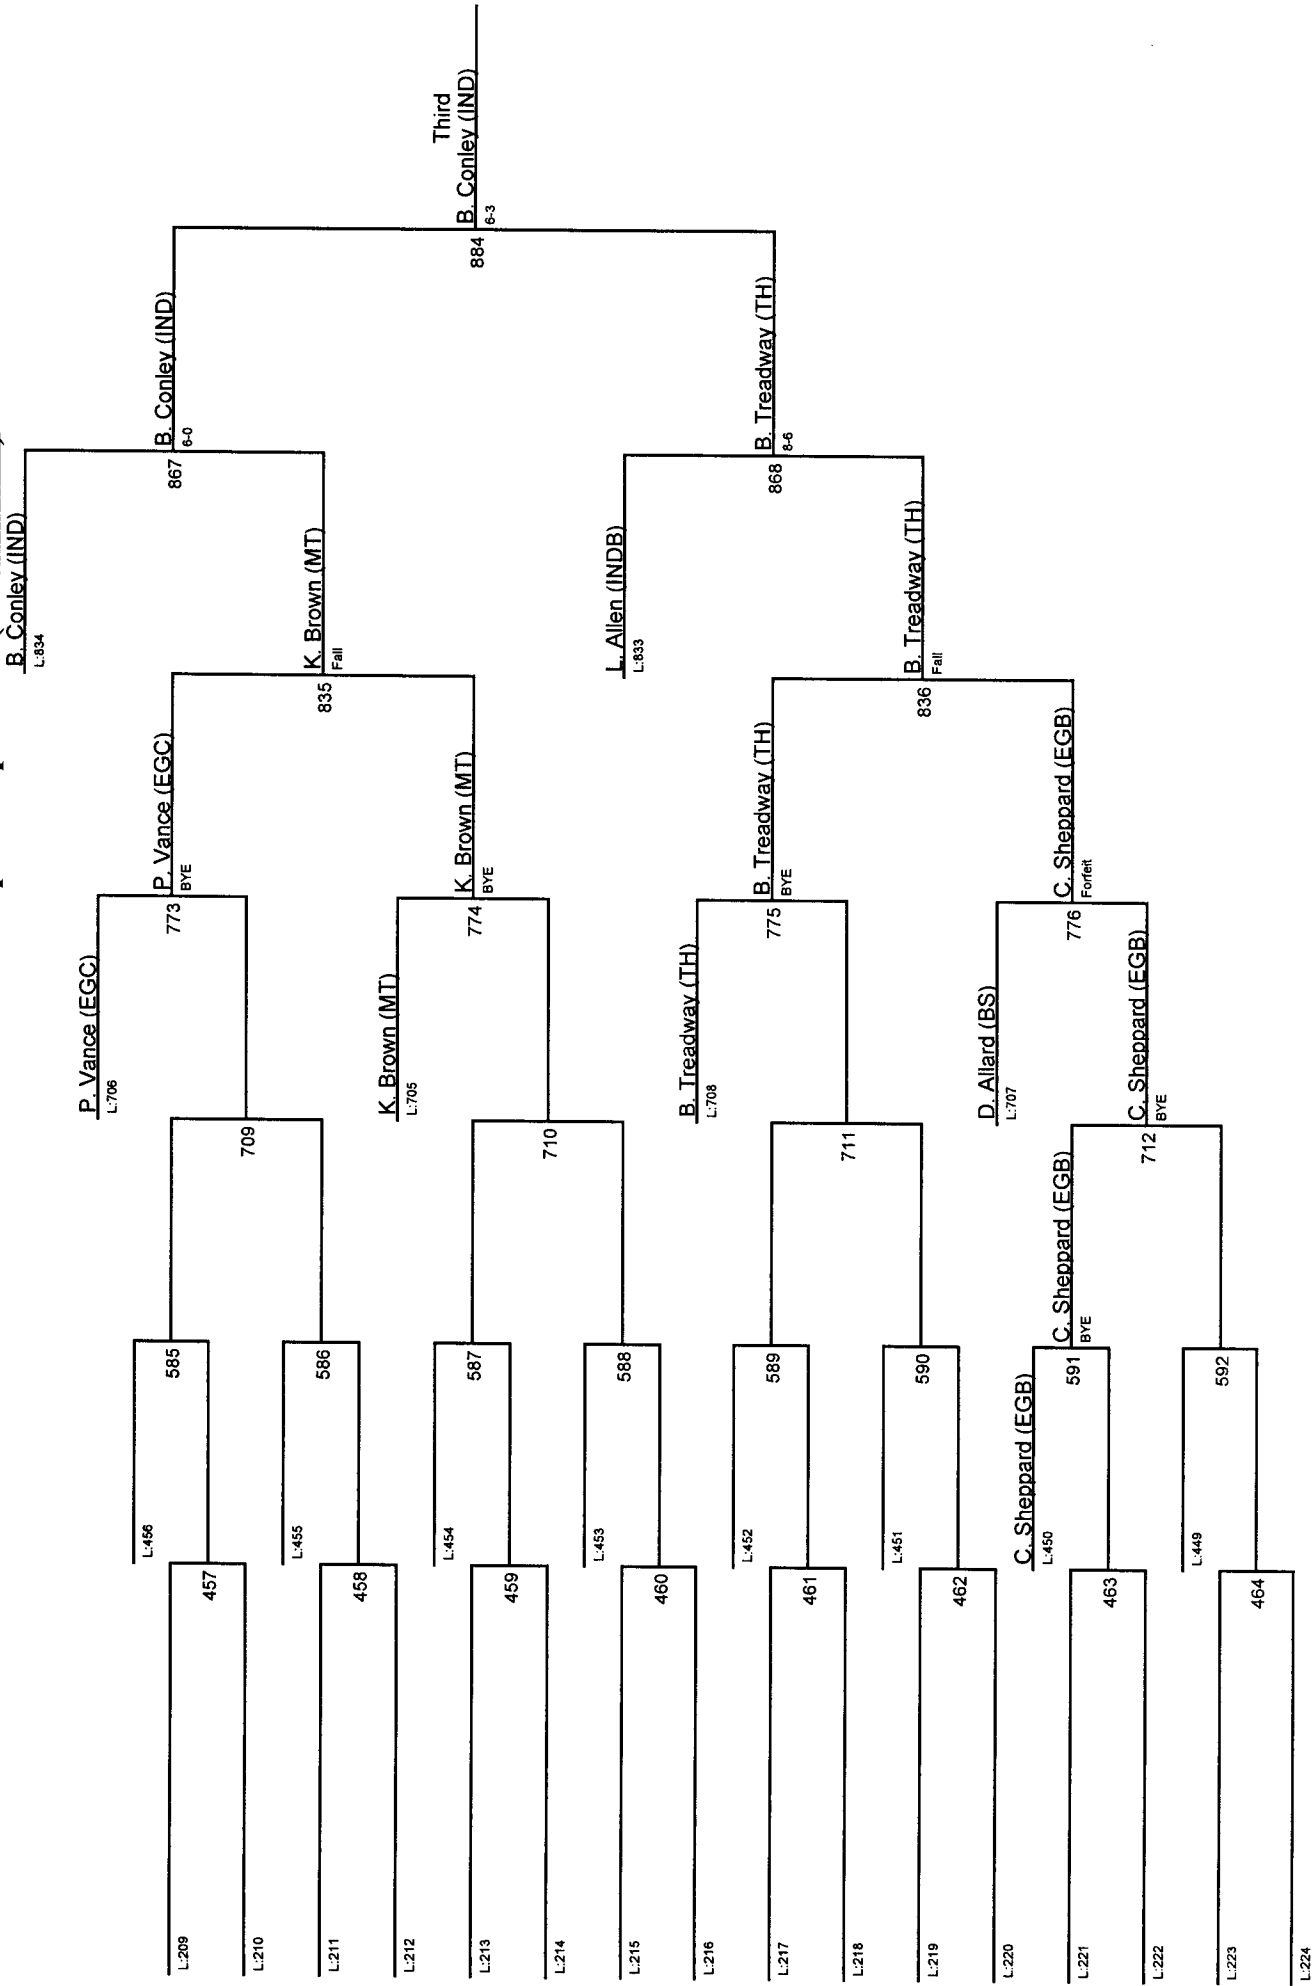 L:209
L:210
L:211
L:212
L:213
L:214
L:215
L:216
L:217
L:218
L:219
L:220
L:221
L:222
L:223
L:224
L:456
457
L:455
458
L:454
459
L:453
460
L:452
461
L:451
462
C. Sheppard (EGB)
L:450
463
L:449
464
585
586
587
588
589
590
C. Sheppard (EGB)
BYE
591
592
P. Vance (EGC)
L:706
709
K. Brown (MT)
L:705
710
B. Treadway (TH)
L:708
711
D. Allard (BS)
L:707
C. Sheppard (EGB)
BYE
712
P. Vance (EGC)
BYE
773
K. Brown (MT)
BYE
774
B. Treadway (TH)
BYE
775
C. Sheppard (EGB)
Forfeit
776
B. Conley (IND)
L:834
K. Brown (MT)
Fall
835
L. Allen (INDB)
L:833
B. Treadway (TH)
Fall
836
B. Conley (IND)
6-0
867
B. Treadway (TH)
8-6
868
Third
B. Conley (IND)
6-3
884